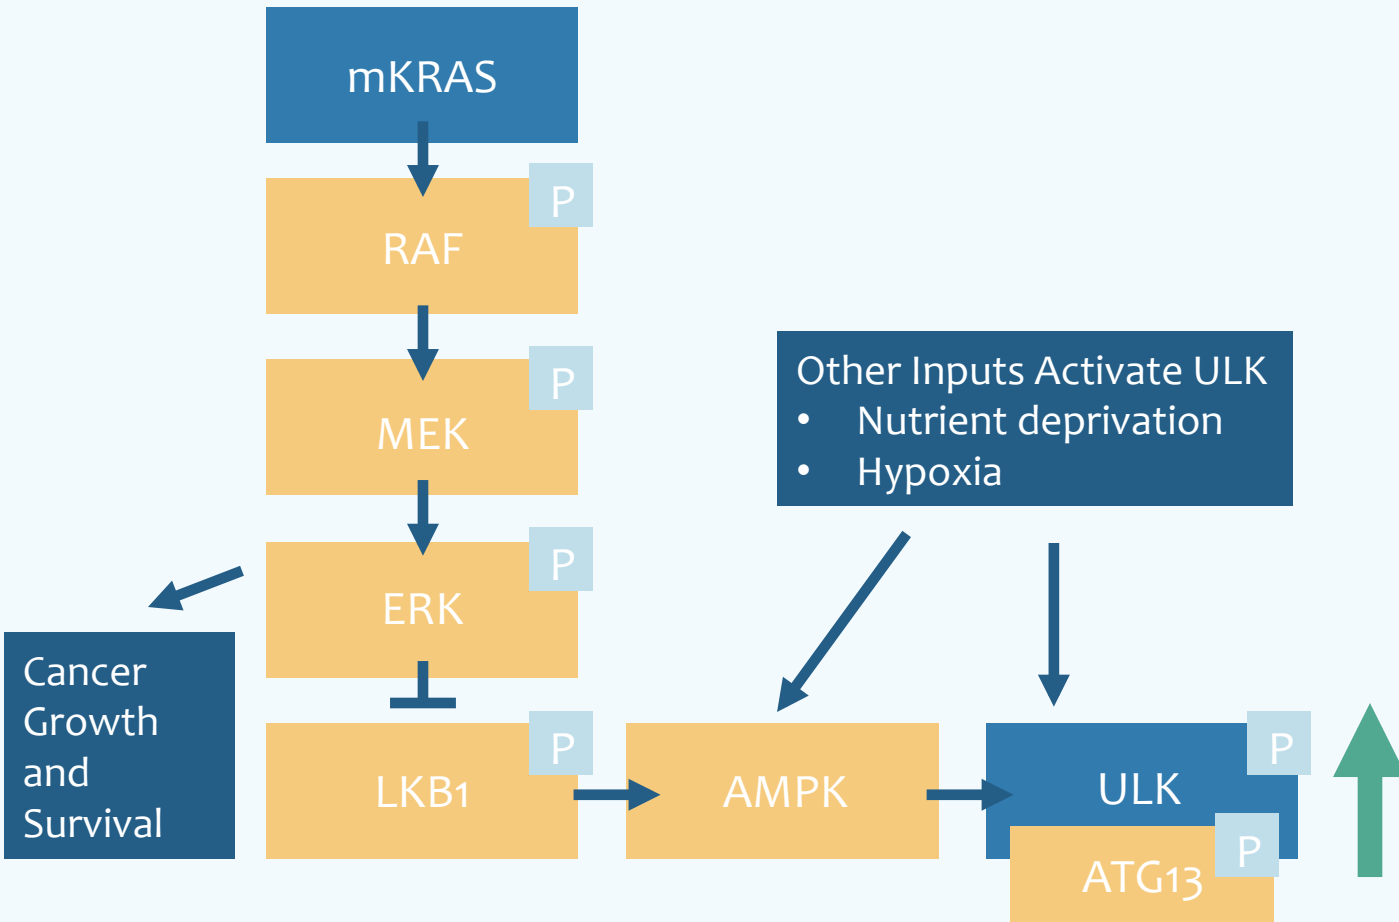 mKRAS
P
RAF
P
MEK
Other Inputs Activate ULK
• Nutrient deprivation
• Hypoxia
P
ERK
Cancer
Growth
and
Survival
P
LKB1
AMPK
P
ULK
P
ATG13